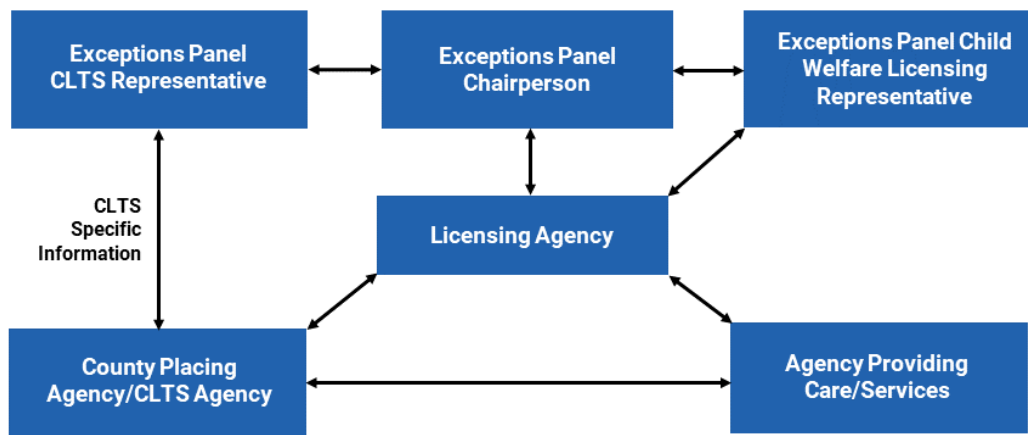 Exceptions Panel
CLTS Representative
Exceptions Panel
Chairperson
Exceptions Panel Child
Welfare Licensing
Representative
CLTS
Specific
Information
Licensing Agency
County Placing
Agency/CLTS Agency
Agency Providing
Care/Services